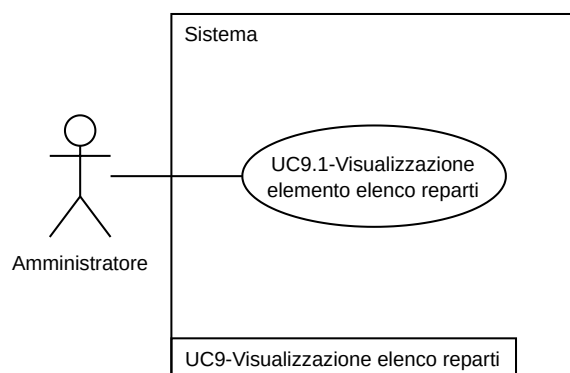 Sistema
UC9.1-Visualizzazione
elemento elenco reparti
Amministratore
UC9-Visualizzazione elenco reparti